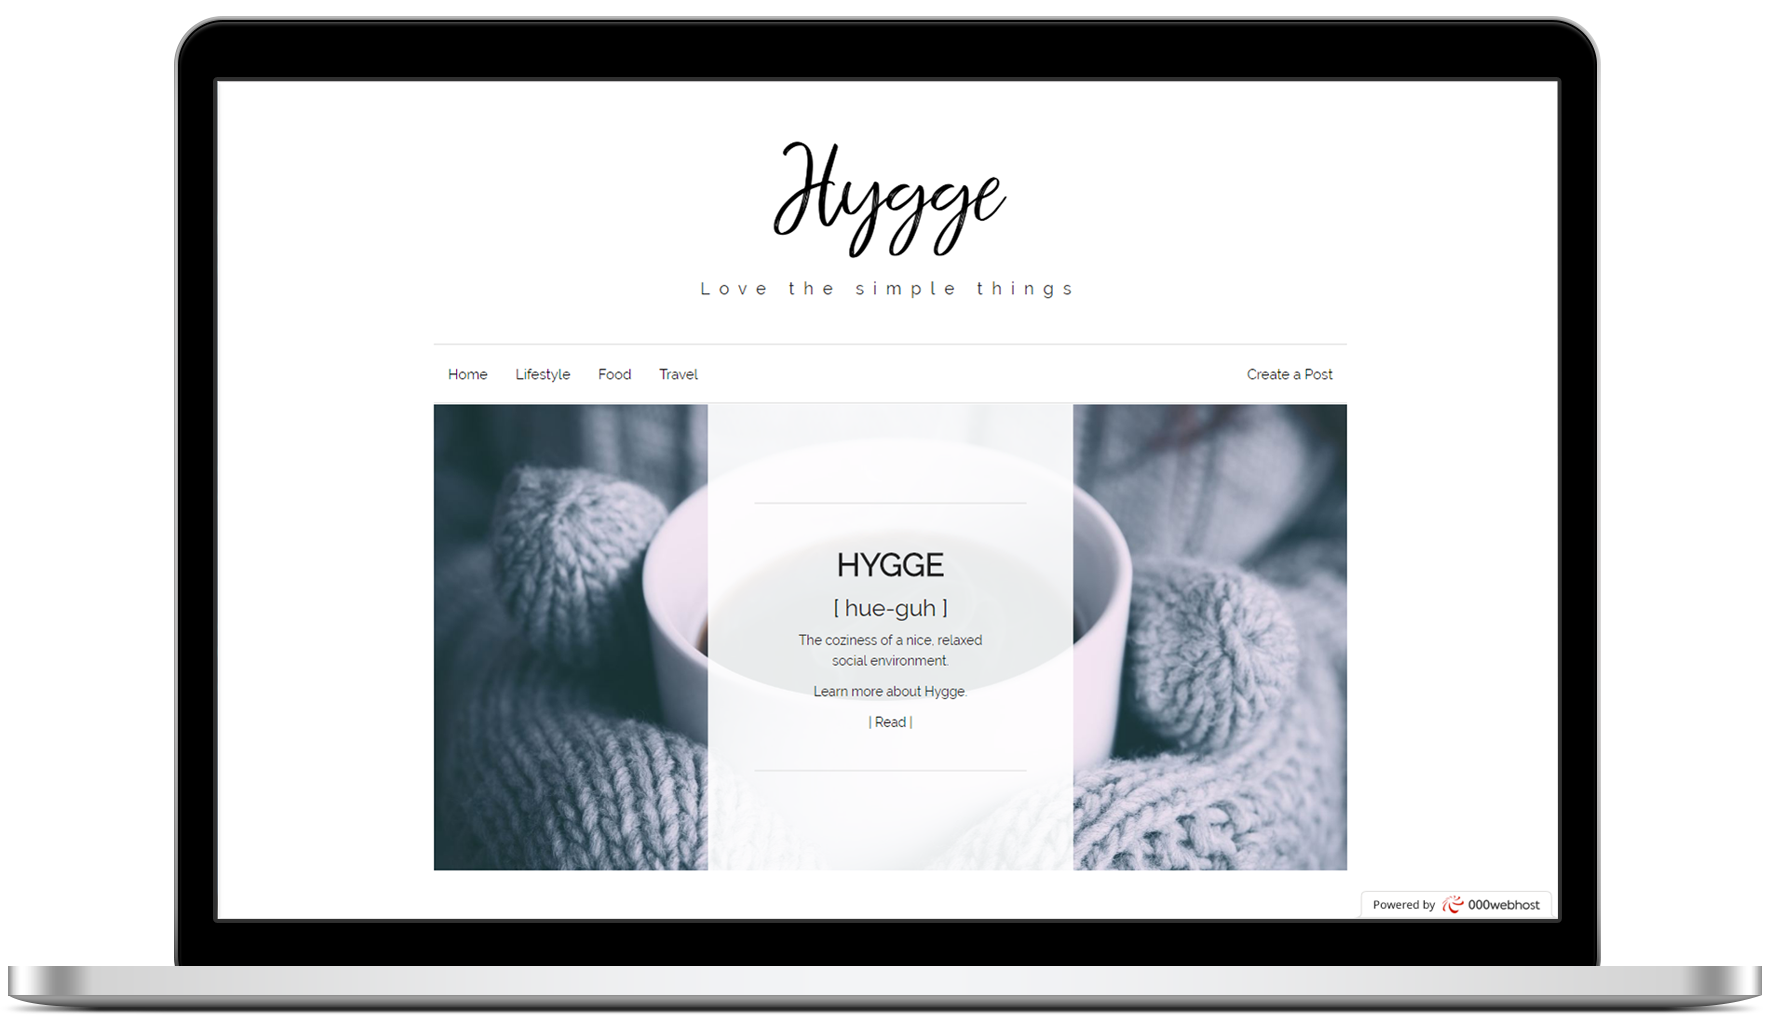 Hygge
Love the simple things
Home Lifestyle Food Travel Create a Post
HYGGE
[ hue-guh ]
The coziness of a nice, relaxed
social environment.
Learn more about Hygge.
| Read |
Powered by 000webhost